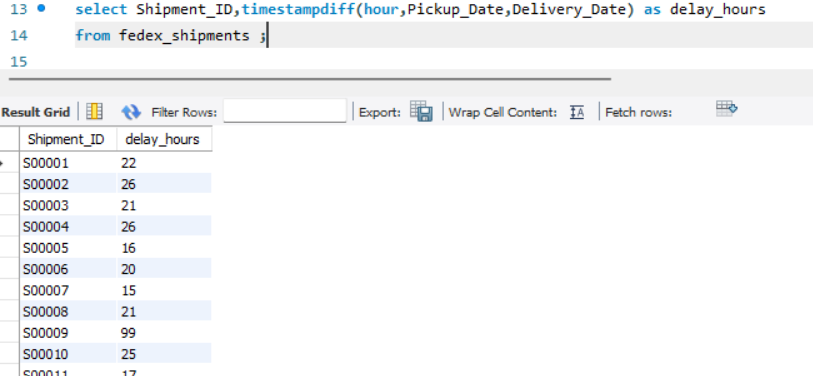 13 select Shipment_ID,timestampdiff(hour,Pickup_Date,Delivery_Date) as delay_hours
14 from fedex_shipments ;
15
Result Grid Filter Rows: Export: Wrap Cell Content: IA Fetch rows:
Shipment_ID delay_hours
S00001 22
S00002 26
S00003 21
S00004 26
S00005 16
S00006 20
S00007 15
S00008 21
S00009 99
S00010 25
S00011 17